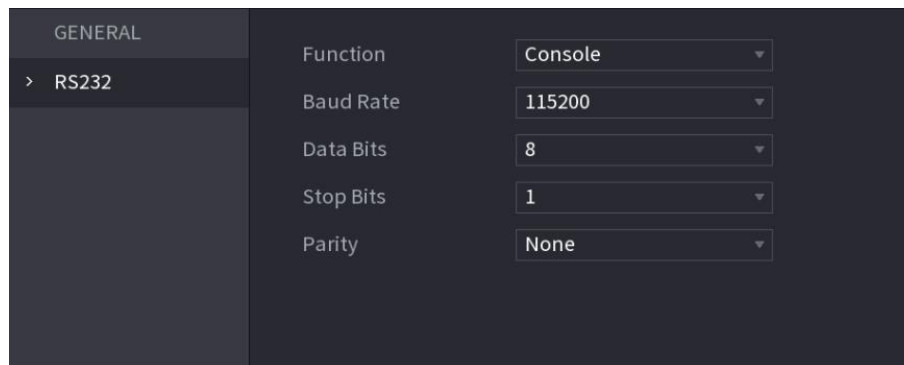 GENERAL
> RS232
Function Console
Baud Rate 115200
Data Bits 8
Stop Bits 1
Parity None